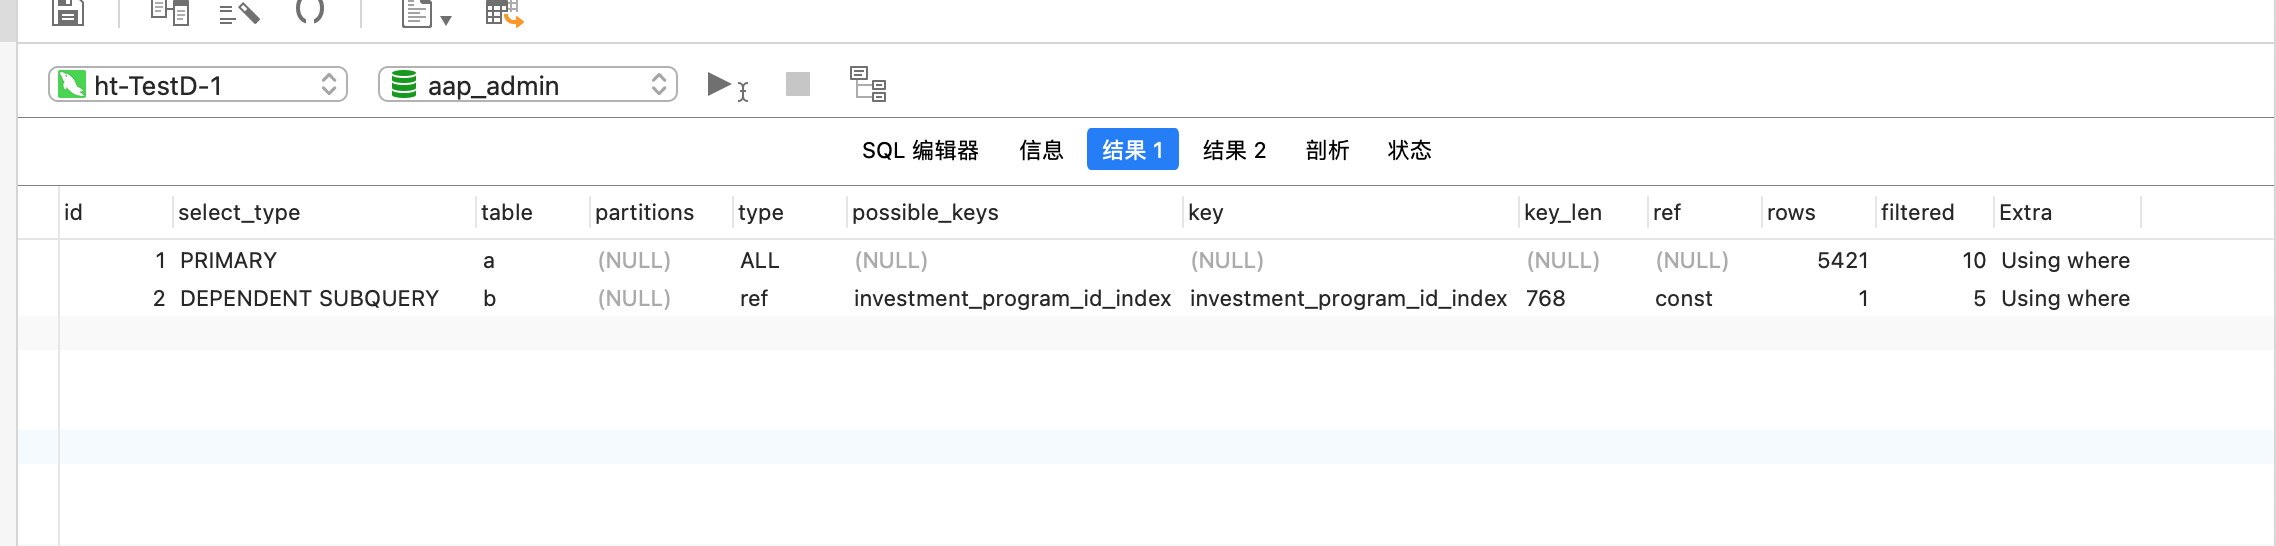 ht-TestD-1 aap_admin
SQL 编辑器 信息 结果 1 结果 2 剖析 状态
id select_type table partitions type possible_keys key key_len ref rows filtered Extra
1 PRIMARY a (NULL) ALL (NULL) (NULL) (NULL) (NULL) 5421 10 Using where
2 DEPENDENT SUBQUERY b (NULL) ref investment_program_id_index investment_program_id_index 768 const 1 5 Using where